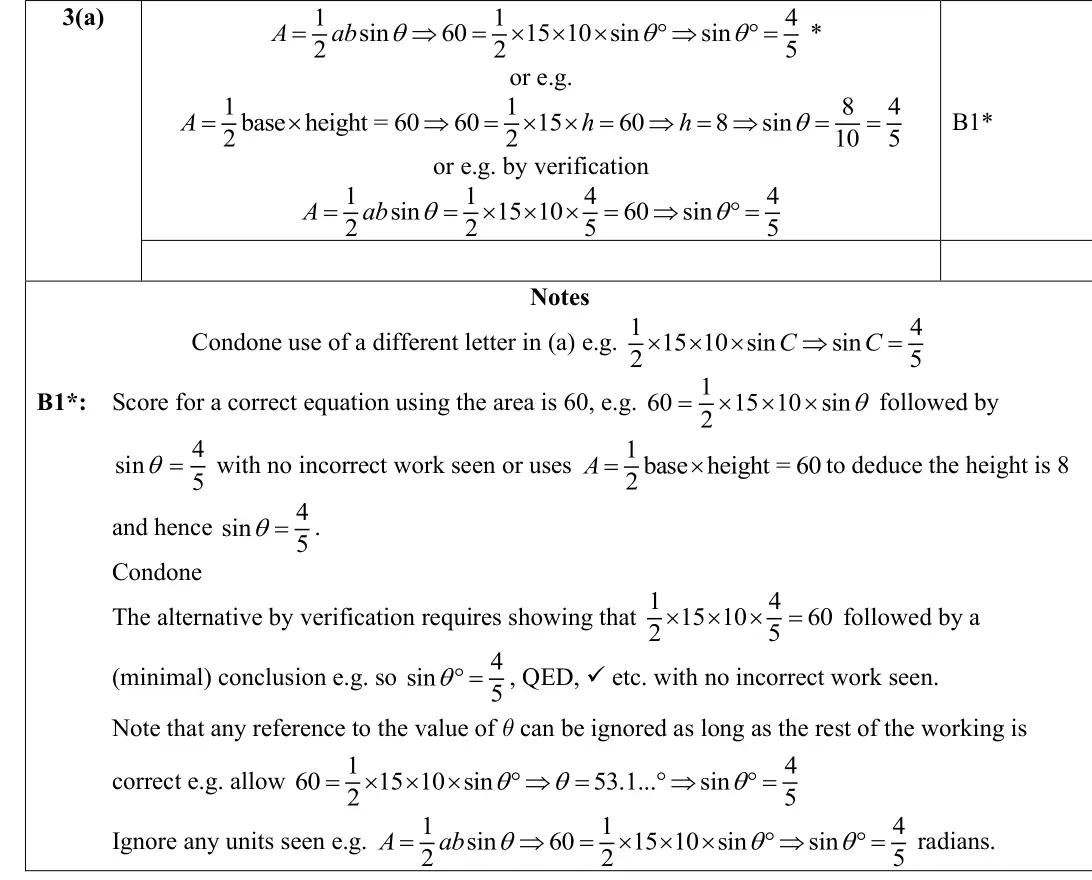 3(a)
A = 1/2 ab sin θ ⇒ 60 = 1/2 × 15 × 10 × sin θ° ⇒ sin θ° = 4/5 *
or e.g.
A = 1/2 base × height = 60 ⇒ 60 = 1/2 × 15 × h = 60 ⇒ h = 8 ⇒ sin θ = 8/10 = 4/5
B1*
or e.g. by verification
A = 1/2 ab sin θ = 1/2 × 15 × 10 × 4/5 = 60 ⇒ sin θ° = 4/5
Notes
Condone use of a different letter in (a) e.g. 1/2 × 15 × 10 × sin C ⇒ sin C = 4/5
B1*: Score for a correct equation using the area is 60, e.g. 60 = 1/2 × 15 × 10 × sin θ followed by
sin θ = 4/5 with no incorrect work seen or uses A = 1/2 base × height = 60 to deduce the height is 8
and hence sin θ = 4/5.
Condone
The alternative by verification requires showing that 1/2 × 15 × 10 × 4/5 = 60 followed by a
(minimal) conclusion e.g. so sin θ° = 4/5, QED, ✓ etc. with no incorrect work seen.
Note that any reference to the value of θ can be ignored as long as the rest of the working is
correct e.g. allow 60 = 1/2 × 15 × 10 × sin θ° ⇒ θ = 53.1...° ⇒ sin θ° = 4/5
Ignore any units seen e.g. A = 1/2 ab sin θ ⇒ 60 = 1/2 × 15 × 10 × sin θ° ⇒ sin θ° = 4/5 radians.